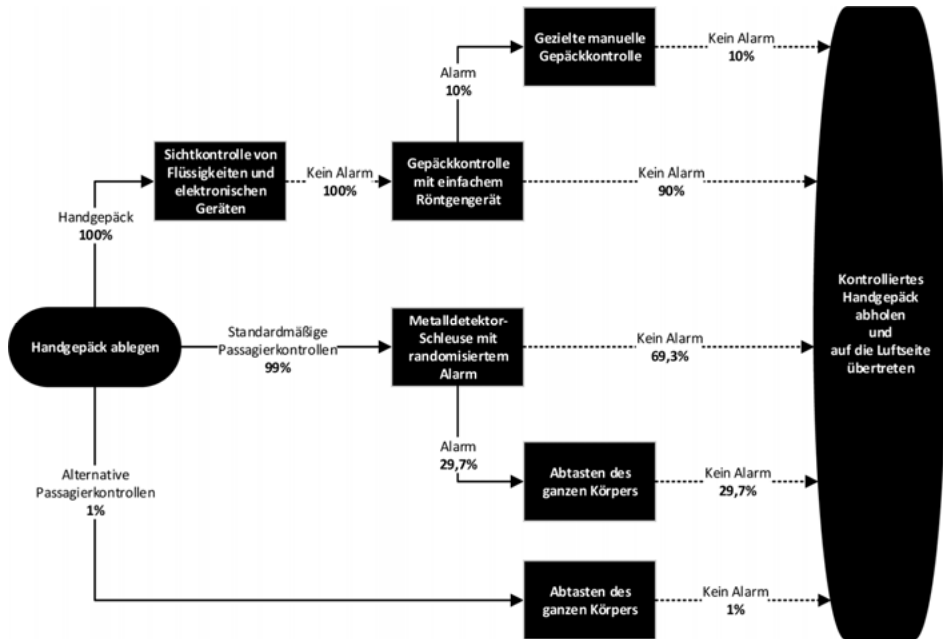 Gezielte manuelle
Gepäckkontrolle
Kein Alarm
10%
Alarm
10%
Sichtkontrolle von
Flüssigkeiten und
elektronischen
Geräten
Kein Alarm
100%
Gepäckkontrolle
mit einfachem
Röntgengerät
Kein Alarm
90%
Handgepäck
100%
Handgepäck ablegen
Standardmäßige
Passagierkontrollen
99%
Metalldetektor-
Schleuse mit
randomisiertem
Alarm
Kein Alarm
69,3%
Kontrolliertes
Handgepäck
abholen
und
auf die Luftseite
übertreten
Alarm
29,7%
Abtasten des
ganzen Körpers
Kein Alarm
29,7%
Alternative
Passagierkontrollen
1%
Abtasten des
ganzen Körpers
Kein Alarm
1%